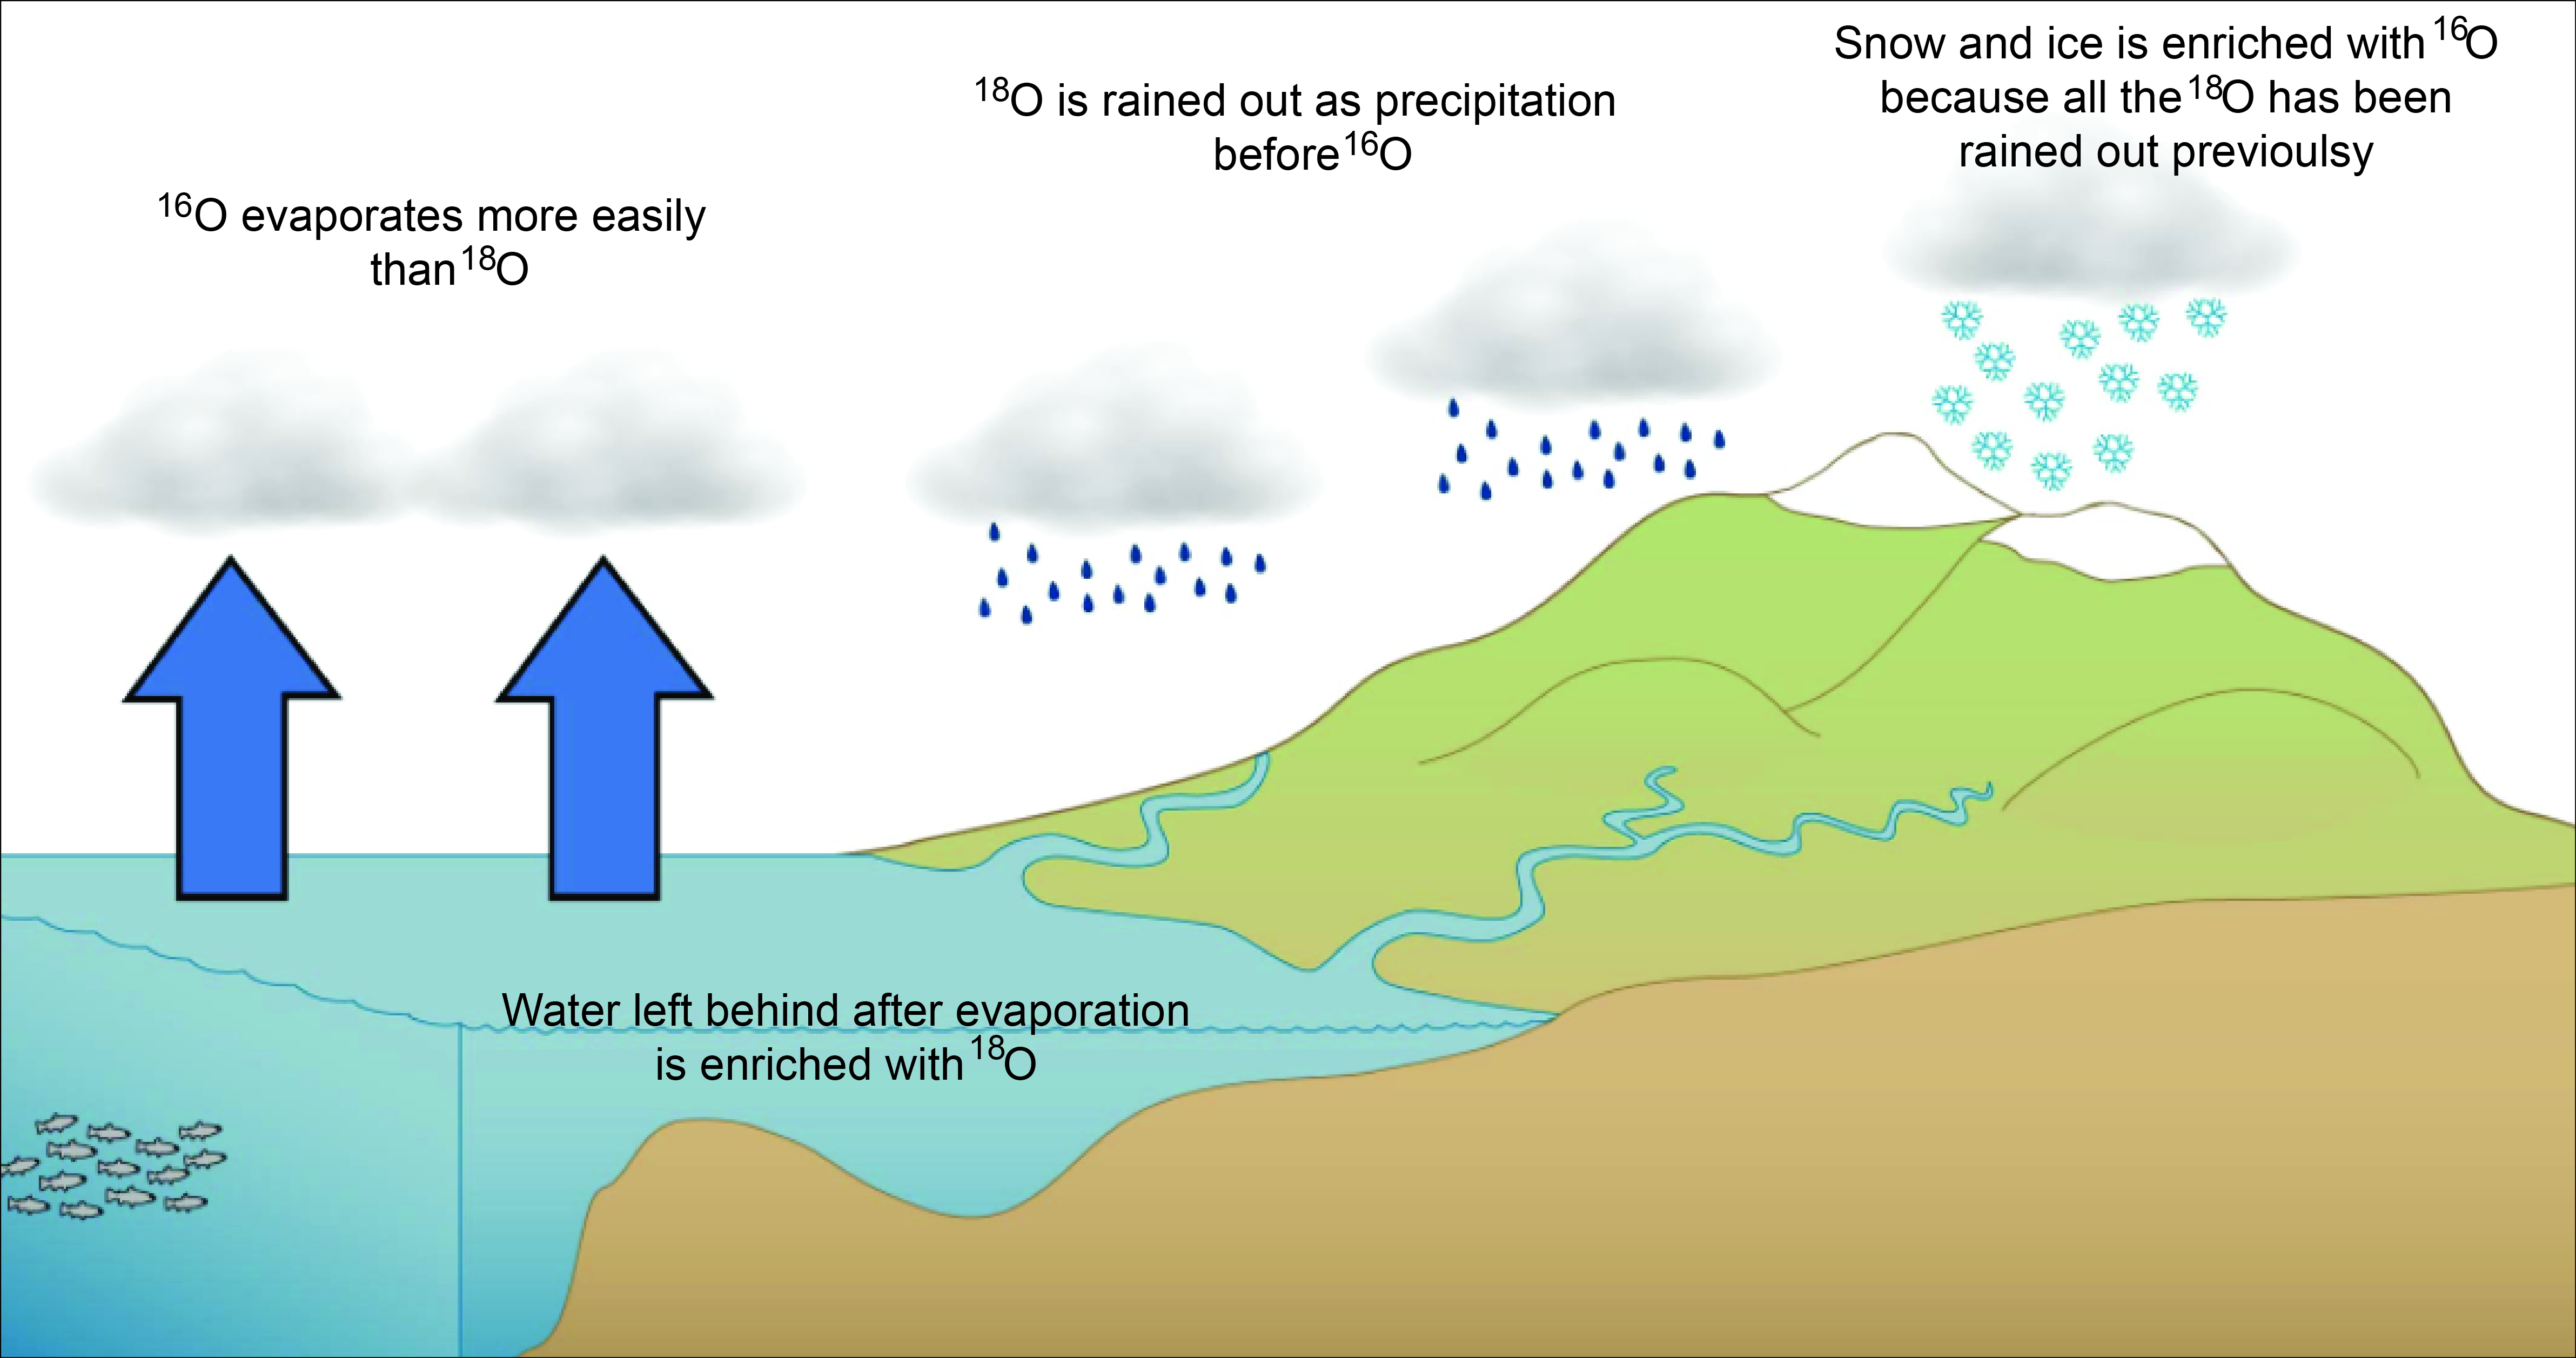 Snow and ice is enriched with ¹⁶O
because all the ¹⁸O has been
rained out previoulsy
¹⁸O is rained out as precipitation
before ¹⁶O
¹⁶O evaporates more easily
than ¹⁸O
Water left behind after evaporation
is enriched with ¹⁸O